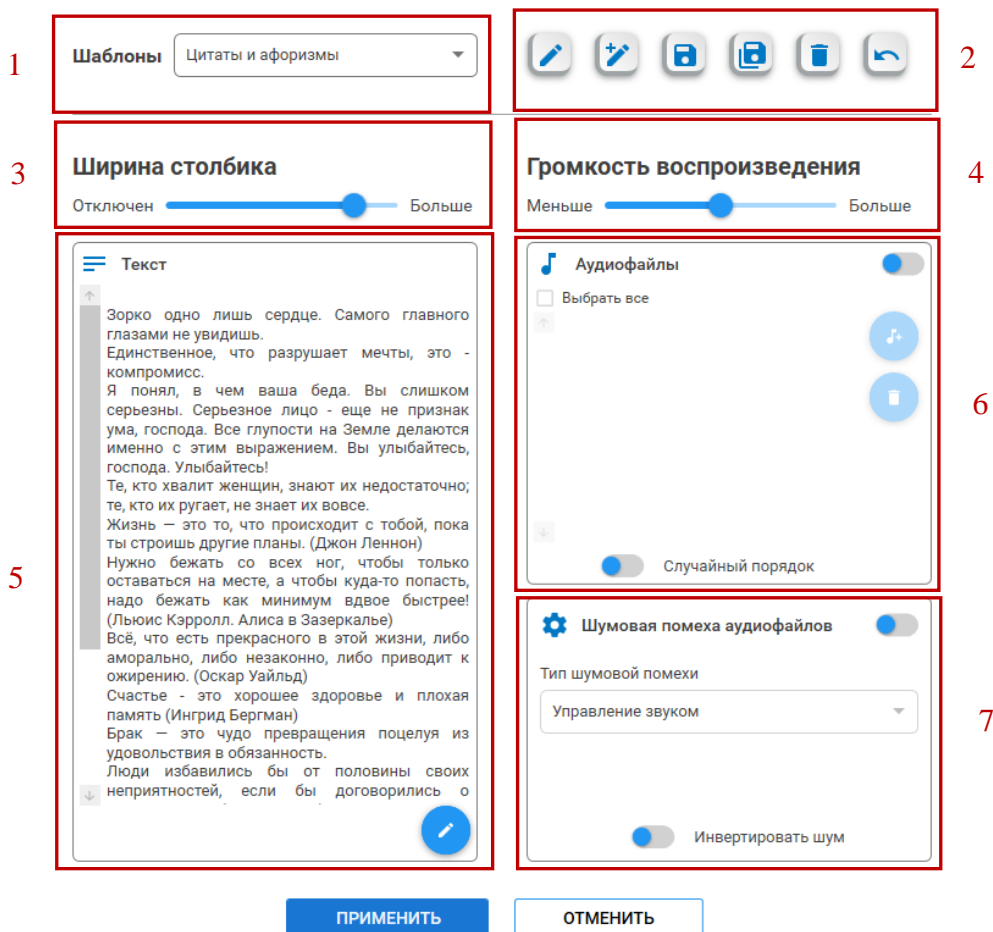 1
Шаблоны
Цитаты и афоризмы
2
3
Ширина столбика
Отключен
Больше
Громкость воспроизведения
Меньше
Больше
4
5
Текст
Зорко одно лишь сердце. Самого главного
глазами не увидишь.
Единственное, что разрушает мечты, это -
компромисс.
Я понял, в чем ваша беда. Вы слишком
серьезны. Серьезное лицо - еще не признак
ума, господа. Все глупости на Земле делаются
именно с этим выражением. Вы улыбайтесь,
господа. Улыбайтесь!
Те, кто хвалит женщин, знают их недостаточно;
те, кто их ругает, не знает их вовсе.
Жизнь — это то, что происходит с тобой, пока
ты строишь другие планы. (Джон Леннон)
Нужно бежать со всех ног, чтобы только
оставаться на месте, а чтобы куда-то попасть,
надо бежать как минимум вдвое быстрее!
(Льюис Кэрролл. Алиса в Зазеркалье)
Всё, что есть прекрасного в этой жизни, либо
аморально, либо незаконно, либо приводит к
ожирению. (Оскар Уайльд)
Счастье - это хорошее здоровье и плохая
память (Ингрид Бергман)
Брак — это чудо превращения поцелуя из
удовольствия в обязанность.
Люди избавились бы от половины своих
неприятностей, если бы договорились о
Аудиофайлы
Выбрать все
Случайный порядок
6
Шумовая помеха аудиофайлов
Тип шумовой помехи
Управление звуком
Инвертировать шум
7
ПРИМЕНИТЬ
ОТМЕНИТЬ